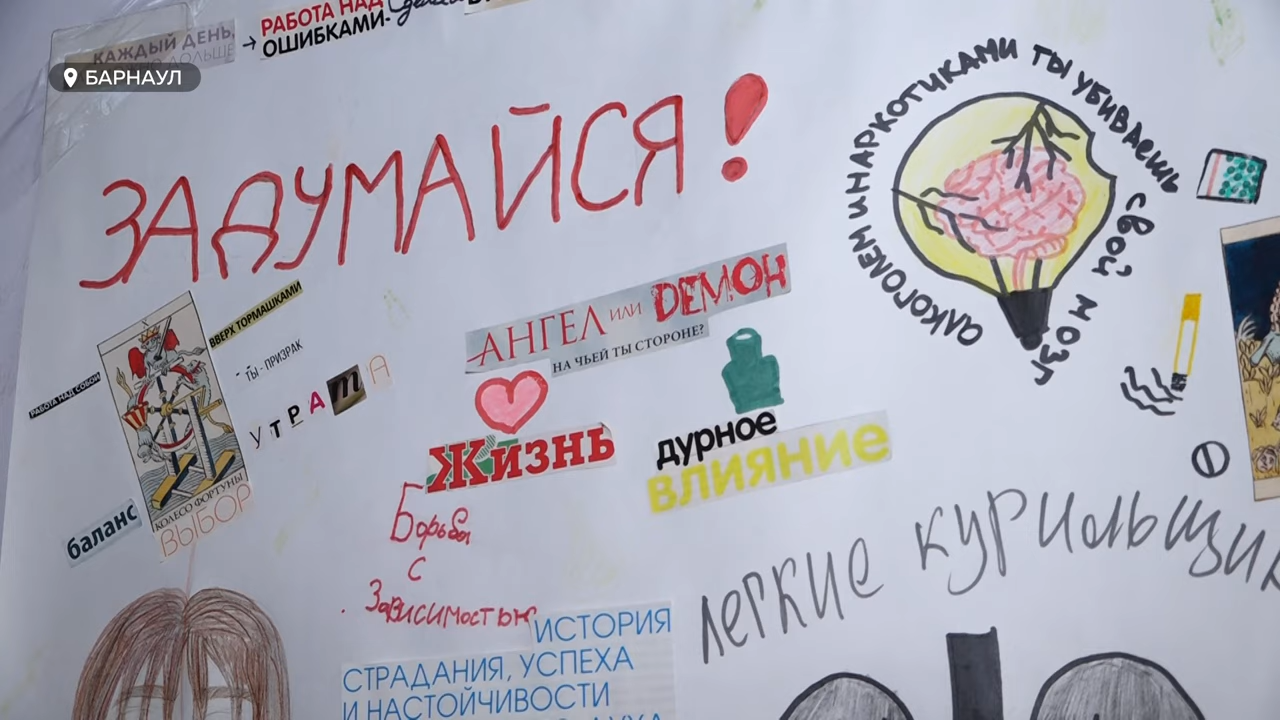 КАЖДЫЙ ДЕНЬ,
ДОЛЬШЕ
РАБОТА НАД
ОШИБКАМИ-
БАРНАУЛ
ЗАДУМАЙСЯ!
АЛКОГОЛЕМ И НАРКОТИКАМИ ТЫ УБИВАЕШЬ СВОЙ МОЗГ
ВВЕРХ ТОРМАШКАМИ
- ТЫ - ПРИЗРАК
РАБОТА НАД СОБОЙ
УТРАТА
X
КОЛЕСО ФОРТУНЫ
ВЫБОР
баланс
АНГЕЛ ИЛИ DEMОН
НА ЧЬЕЙ ТЫ СТОРОНЕ?
Жизнь
дурное
ВЛИЯНИЕ
Борьба
с
Зависимостью
ИСТОРИЯ
СТРАДАНИЯ, УСПЕХА
И НАСТОЙЧИВОСТИ
ЛЕГКИЕ КУРИЛЬЩИК